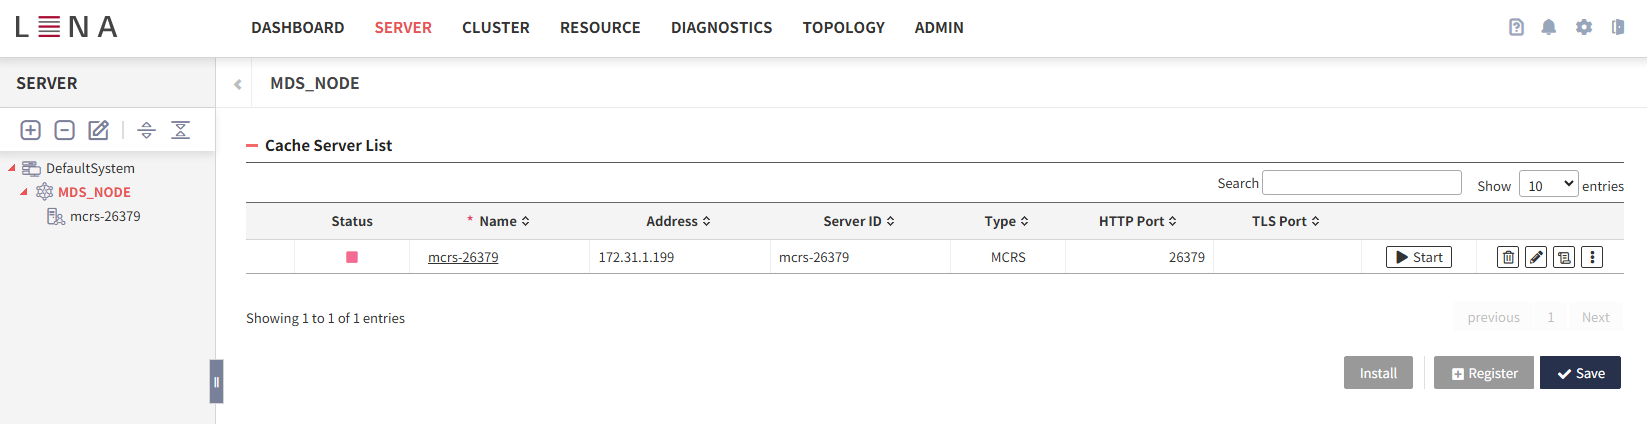 LENA
DASHBOARD SERVER CLUSTER RESOURCE DIAGNOSTICS TOPOLOGY ADMIN
SERVER
MDS_NODE
DefaultSystem
MDS_NODE
mcrs-26379
Cache Server List
Search Show 10 entries
Status * Name Address Server ID Type HTTP Port TLS Port
mcrs-26379 172.31.1.199 mcrs-26379 MCRS 26379 Start
Showing 1 to 1 of 1 entries
previous 1 Next
Install Register Save